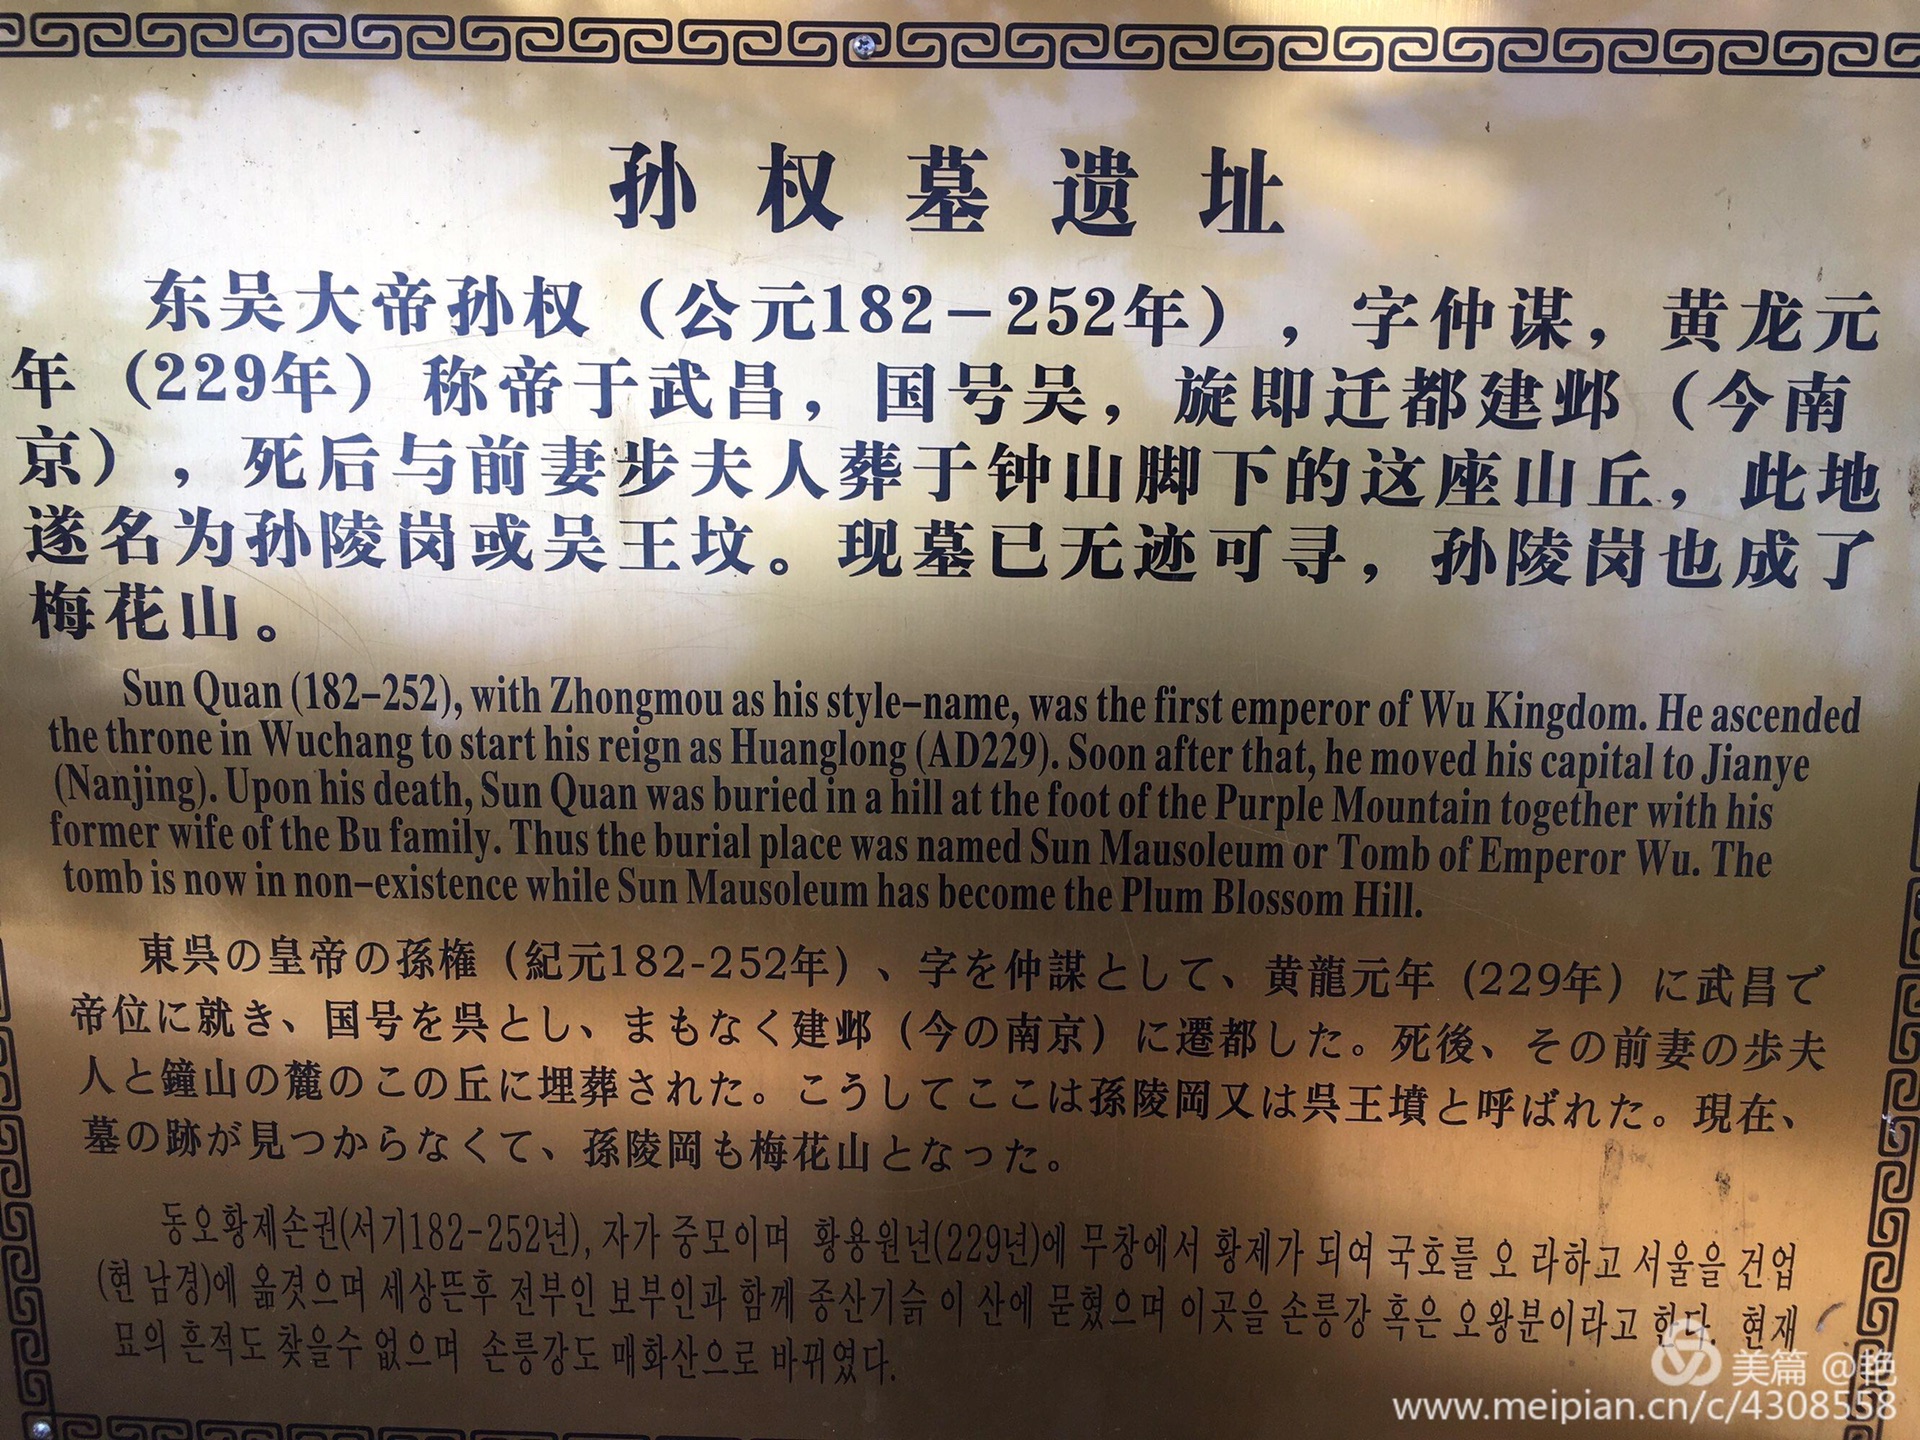 孙权墓遗址
东吴大帝孙权（公元182－252年），字仲谋，黄龙元
年（229年）称帝于武昌，国号吴，旋即迁都建邺（今南
京），死后与前妻步夫人葬于钟山脚下的这座山丘，此地
遂名为孙陵岗或吴王坟。现墓已无迹可寻，孙陵岗也成了
梅花山。
Sun Quan (182–252), with Zhongmou as his style–name, was the first emperor of Wu Kingdom. He ascended
the throne in Wuchang to start his reign as Huanglong (AD229). Soon after that, he moved his capital to Jianye
(Nanjing). Upon his death, Sun Quan was buried in a hill at the foot of the Purple Mountain together with his
former wife of the Bu family. Thus the burial place was named Sun Mausoleum or Tomb of Emperor Wu. The
tomb is now in non–existence while Sun Mausoleum has become the Plum Blossom Hill.
東呉の皇帝の孫権（紀元182-252年）、字を仲謀として、黄龍元年（229年）に武昌で
帝位に就き、国号を呉とし、まもなく建邺（今の南京）に遷都した。死後、その前妻の歩夫
人と鐘山の麓のこの丘に埋葬された。こうしてここは孫陵岡又は呉王墳と呼ばれた。現在、
墓の跡が見つからなくて、孫陵岡も梅花山となった。
동오황제손권(서기182-252년), 자가 중모이며 황용원년(229년)에 무창에서 황제가 되여 국호를 오 라하고 서울을 건업
(현 남경)에 옮겻으며 세상뜬후 전부인 보부인과 함께 종산기슭 이 산에 묻혔으며 이곳을 손릉강 혹은 오왕분이라고 한다. 현재
묘의 흔적도 찾을수 없으며 손릉강도 매화산으로 바뀌였다.
美篇 @艳
www.meipian.cn/c/4308558